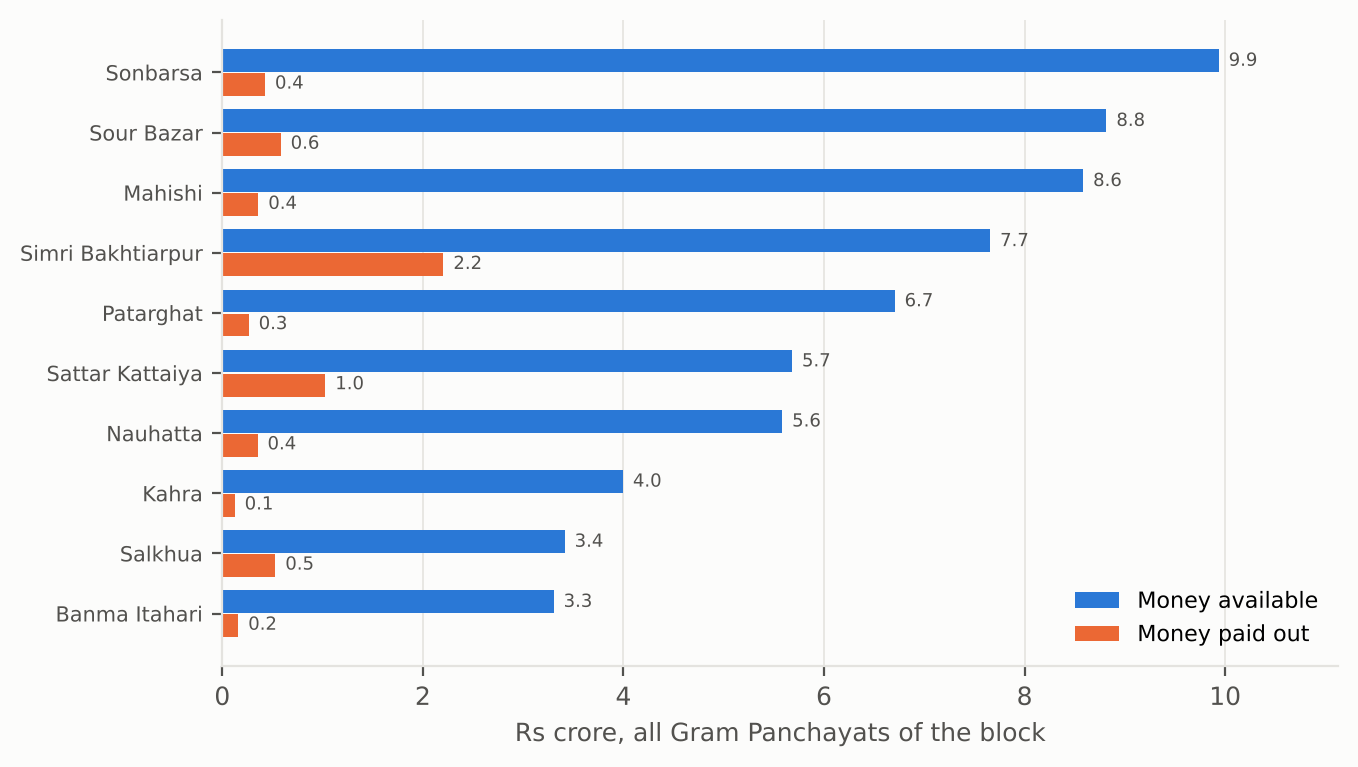 Sonbarsa 9.9
0.4
Sour Bazar 8.8
0.6
Mahishi 8.6
0.4
Simri Bakhtiarpur 7.7
2.2
Patarghat 6.7
0.3
Sattar Kattaiya 5.7
1.0
Nauhatta 5.6
0.4
Kahra 4.0
0.1
Salkhua 3.4
0.5
Banma Itahari 3.3
0.2
Money available
Money paid out
0 2 4 6 8 10
Rs crore, all Gram Panchayats of the block